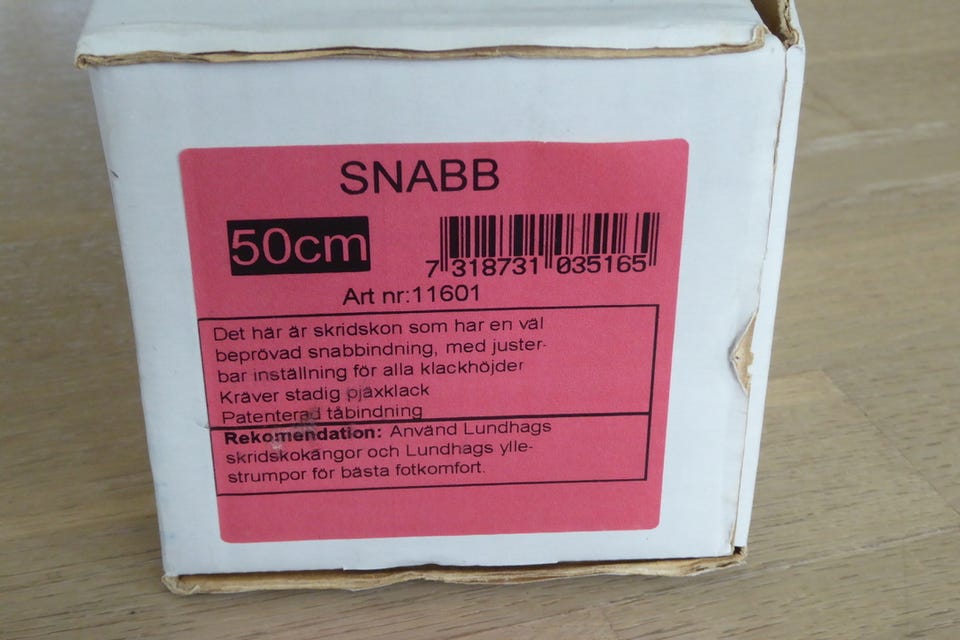 SNABB
50cm
7 318731 035165
Art nr:11601
Det här är skridskon som har en väl
beprövad snabbindning, med juster-
bar inställning för alla klackhöjder
Kräver stadig pjäxklack
Patenterad tåbindning
Rekomendation: Använd Lundhags
skridskokängor och Lundhags ylle-
strumpor för bästa fotkomfort.